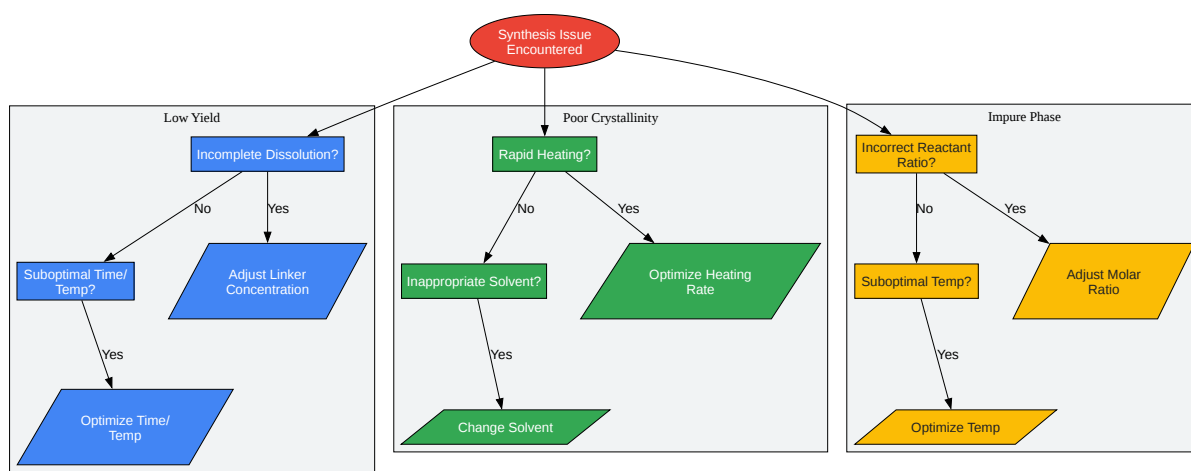 Synthesis Issue
Encountered
Low Yield
Incomplete Dissolution?
No
Yes
Suboptimal Time/
Temp?
Adjust Linker
Concentration
Yes
Optimize Time/
Temp
Poor Crystallinity
Rapid Heating?
No
Yes
Inappropriate Solvent?
Optimize Heating
Rate
Yes
Change Solvent
Impure Phase
Incorrect Reactant
Ratio?
No
Yes
Suboptimal Temp?
Adjust Molar
Ratio
Yes
Optimize Temp